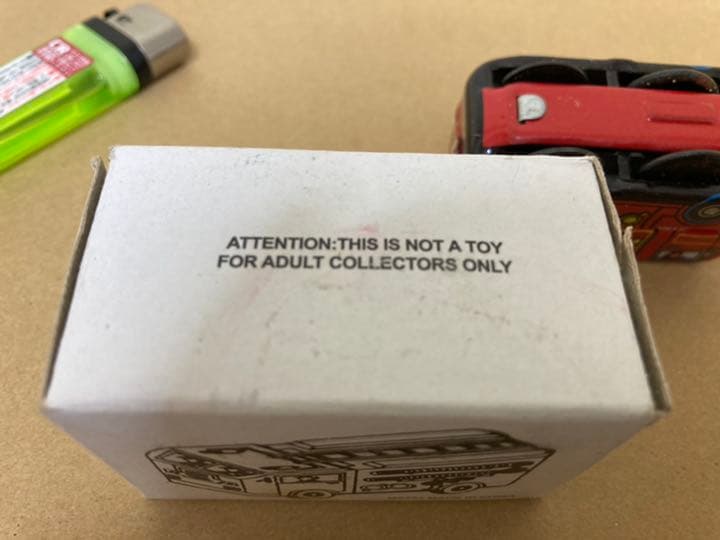 ATTENTION:THIS IS NOT A TOY
FOR ADULT COLLECTORS ONLY